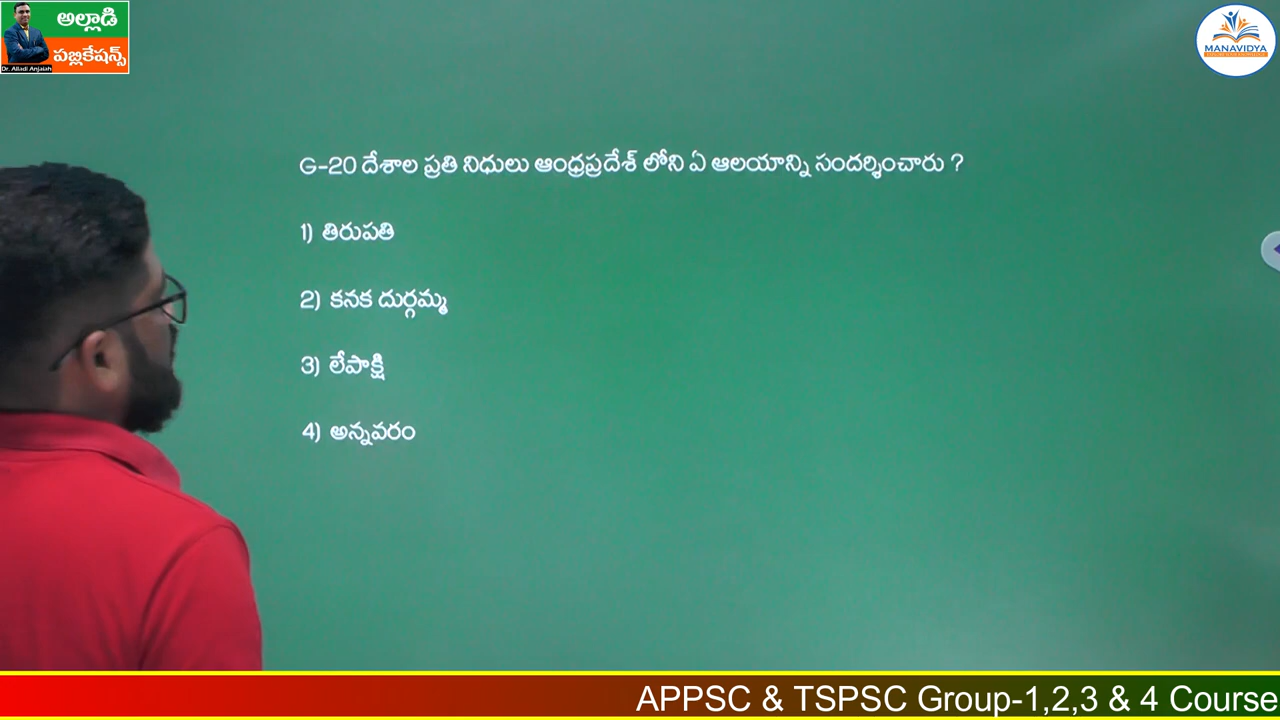 అల్లాడి
పబ్లికేషన్స్
Dr. Alladi Anjaiah
MANAVIDYA
G-20 దేశాల ప్రతి నిధులు ఆంధ్రప్రదేశ్ లోని ఏ ఆలయాన్ని సందర్శించారు ?
1) తిరుపతి
2) కనక దుర్గమ్మ
3) లేపాక్షి
4) అన్నవరం
APPSC & TSPSC Group-1,2,3 & 4 Course